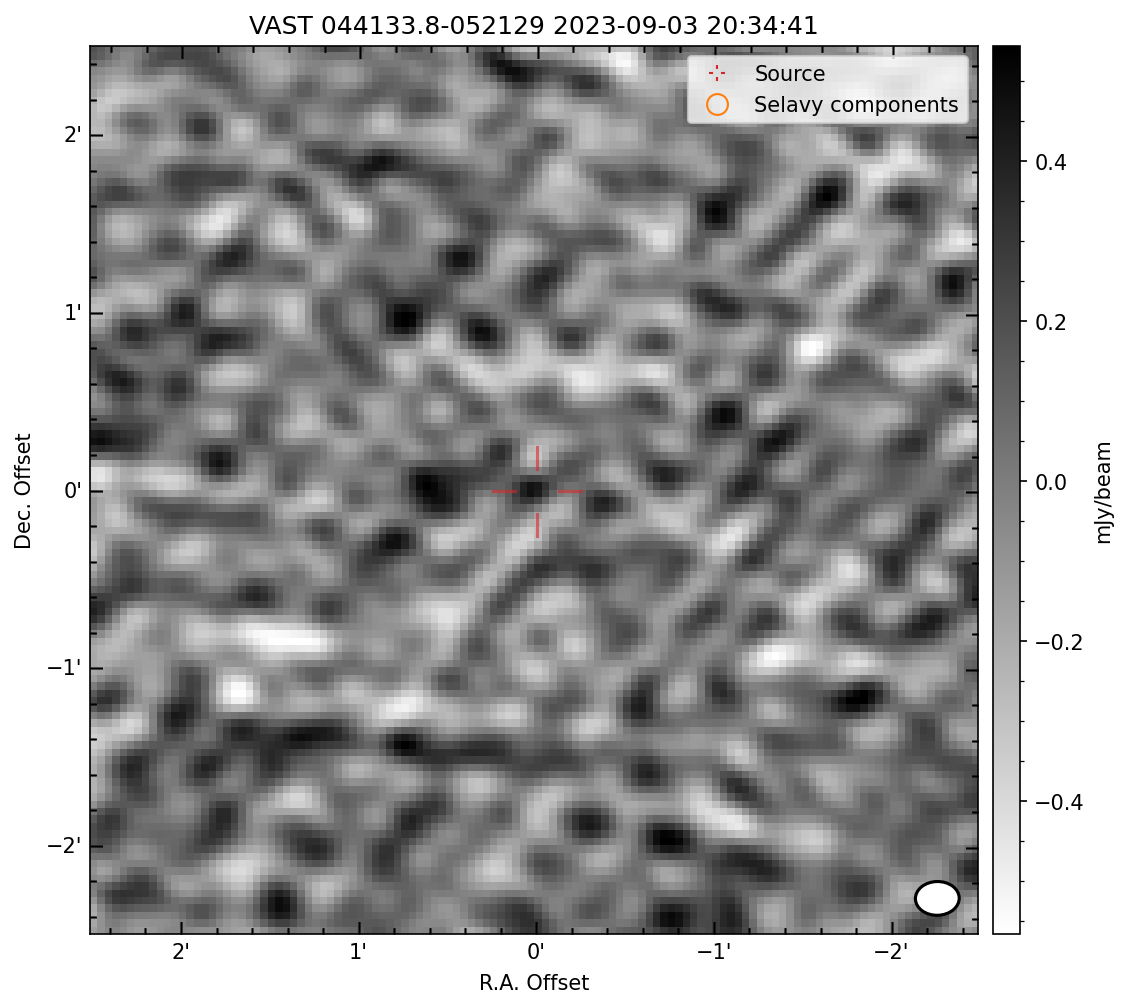 VAST 044133.8-052129 2023-09-03 20:34:41
Source
Selavy components
2'
1'
0'
−1'
−2'
Dec. Offset
2'
1'
0'
−1'
−2'
R.A. Offset
0.4
0.2
0.0
−0.2
−0.4
mJy/beam